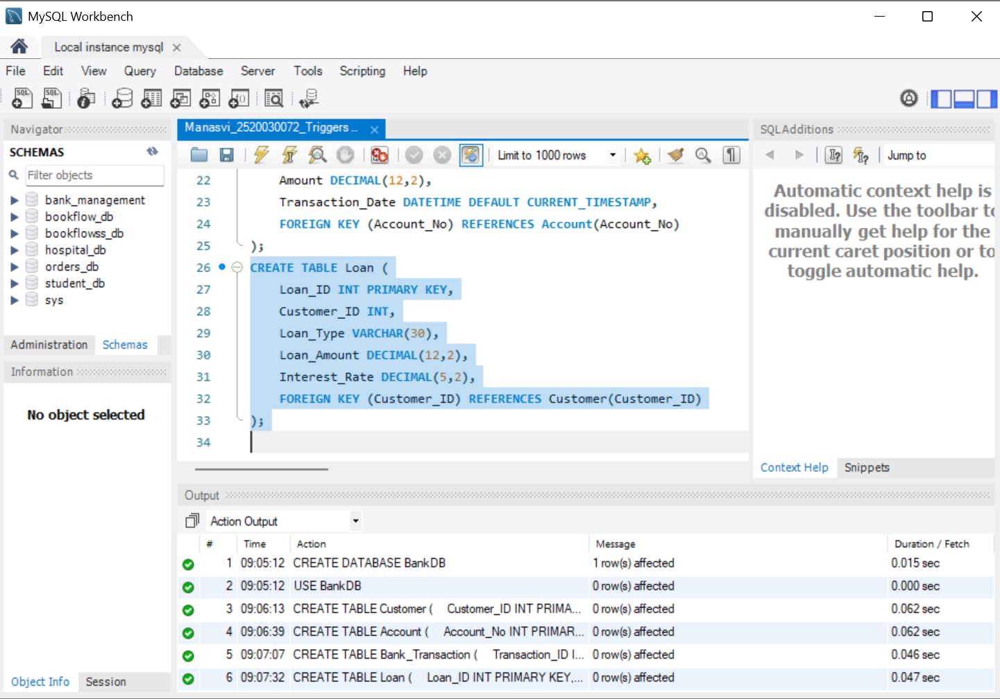 MySQL Workbench
Local instance mysql
File Edit View Query Database Server Tools Scripting Help
Navigator
SCHEMAS
Filter objects
bank_management
bookflow_db
bookflowss_db
hospital_db
orders_db
student_db
sys
Administration Schemas
Information
No object selected
Object Info Session
Manasvi_2520030072_Triggers ...
Limit to 1000 rows
22 Amount DECIMAL(12,2),
23 Transaction_Date DATETIME DEFAULT CURRENT_TIMESTAMP,
24 FOREIGN KEY (Account_No) REFERENCES Account(Account_No)
25 );
26 CREATE TABLE Loan (
27 Loan_ID INT PRIMARY KEY,
28 Customer_ID INT,
29 Loan_Type VARCHAR(30),
30 Loan_Amount DECIMAL(12,2),
31 Interest_Rate DECIMAL(5,2),
32 FOREIGN KEY (Customer_ID) REFERENCES Customer(Customer_ID)
33 );
34
SQLAdditions
Jump to
Automatic context help is
disabled. Use the toolbar to
manually get help for the
current caret position or to
toggle automatic help.
Context Help Snippets
Output
Action Output
# Time Action Message Duration / Fetch
1 09:05:12 CREATE DATABASE BankDB 1 row(s) affected 0.015 sec
2 09:05:12 USE BankDB 0 row(s) affected 0.000 sec
3 09:06:13 CREATE TABLE Customer ( Customer_ID INT PRIMA... 0 row(s) affected 0.062 sec
4 09:06:39 CREATE TABLE Account ( Account_No INT PRIMAR... 0 row(s) affected 0.062 sec
5 09:07:07 CREATE TABLE Bank_Transaction ( Transaction_ID I... 0 row(s) affected 0.046 sec
6 09:07:32 CREATE TABLE Loan ( Loan_ID INT PRIMARY KEY,... 0 row(s) affected 0.047 sec